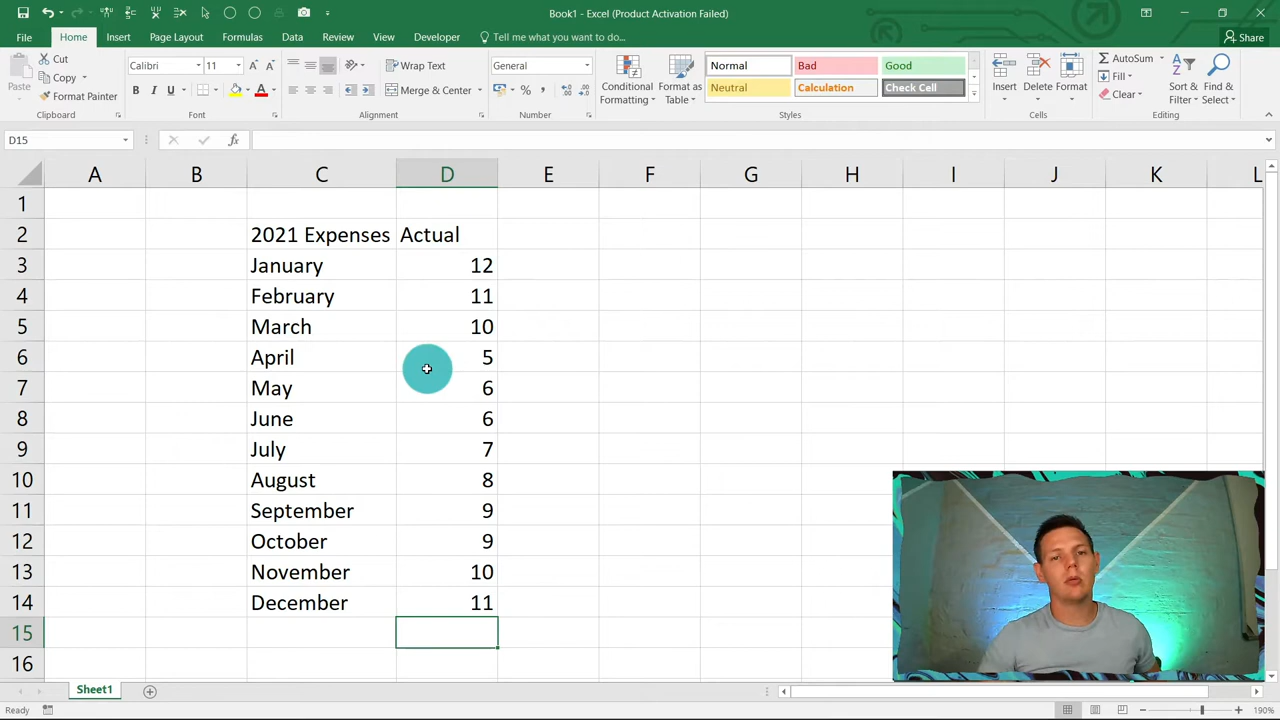 Book1 - Excel (Product Activation Failed)
File Home Insert Page Layout Formulas Data Review View Developer Tell me what you want to do... Share
Paste Cut Copy Format Painter
Clipboard
Calibri 11
B I U A
Font
Wrap Text
Merge & Center
Alignment
General
%
Number
Conditional Formatting
Format as Table
Normal Bad Good
Neutral Calculation Check Cell
Styles
Insert Delete Format
Cells
AutoSum
Fill
Clear
Sort & Filter
Find & Select
Editing
D15 fx
A B C D E F G H I J K L
1
2 2021 Expenses Actual
3 January 12
4 February 11
5 March 10
6 April 5
7 May 6
8 June 6
9 July 7
10 August 8
11 September 9
12 October 9
13 November 10
14 December 11
15
16
Sheet1
Ready 190%